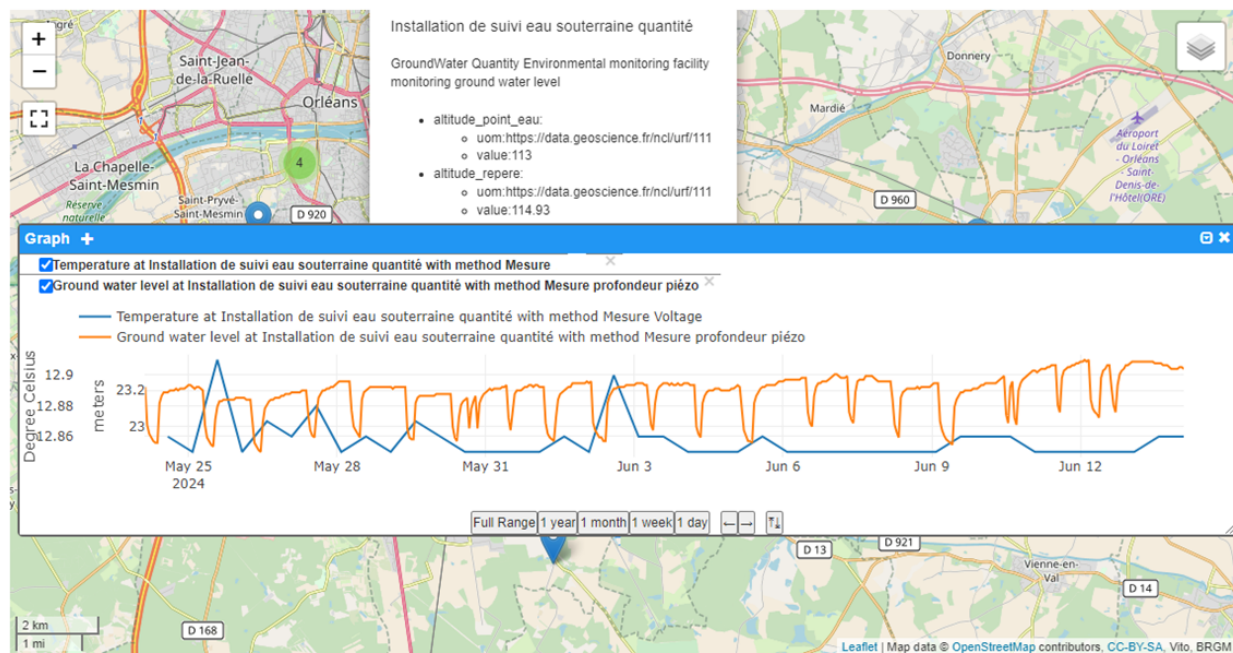 Saint-Jean-
de-la-Ruelle
Orléans
La Chapelle-
Saint-Mesmin
Saint-Pryvé-
Saint-Mesmin
Réserve
naturelle
4
D 920
+
−
Installation de suivi eau souterraine quantité
GroundWater Quantity Environmental monitoring facility
monitoring ground water level
altitude_point_eau:
uom:https://data.geoscience.fr/ncl/urf/111
value:113
altitude_repere:
uom:https://data.geoscience.fr/ncl/urf/111
value:114.93
Donnery
Mardié
Aéroport
du Loiret
- Orléans
- Saint-
Denis-de-
l'Hôtel(ORE)
D 960
Graph +
Temperature at Installation de suivi eau souterraine quantité with method Mesure
Ground water level at Installation de suivi eau souterraine quantité with method Mesure profondeur piézo
Temperature at Installation de suivi eau souterraine quantité with method Mesure Voltage
Ground water level at Installation de suivi eau souterraine quantité with method Mesure profondeur piézo
Degree Celsius
12.9
12.88
12.86
meters
23.2
23
May 25
2024
May 28
May 31
Jun 3
Jun 6
Jun 9
Jun 12
Full Range 1 year 1 month 1 week 1 day ← →
D 13
D 921
Vienne-en-
Val
D 14
D 168
2 km
1 mi
Leaflet | Map data © OpenStreetMap contributors, CC-BY-SA, Vito, BRGM